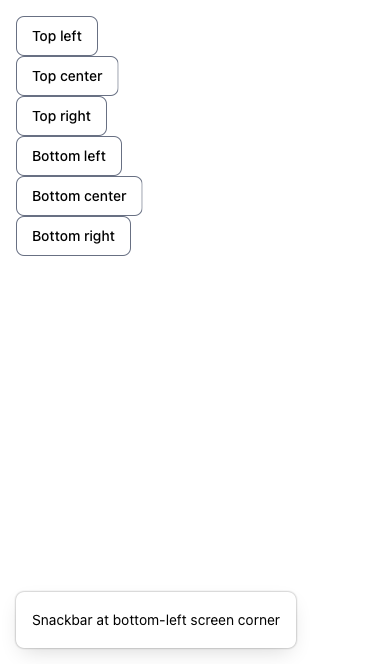 Top left
Top center
Top right
Bottom left
Bottom center
Bottom right
Snackbar at bottom-left screen corner